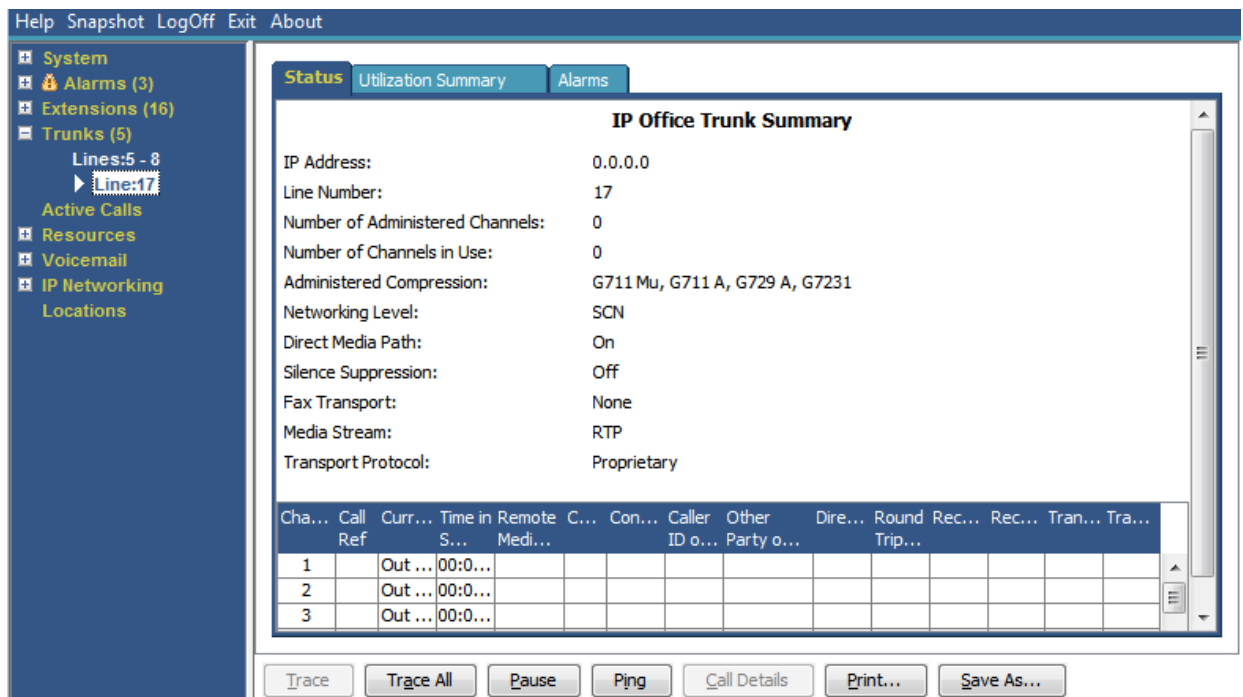 Help Snapshot LogOff Exit About
System
Alarms (3)
Extensions (16)
Trunks (5)
Lines:5 - 8
Line:17
Active Calls
Resources
Voicemail
IP Networking
Locations
Status Utilization Summary Alarms
IP Office Trunk Summary
IP Address: 0.0.0.0
Line Number: 17
Number of Administered Channels: 0
Number of Channels in Use: 0
Administered Compression: G711 Mu, G711 A, G729 A, G7231
Networking Level: SCN
Direct Media Path: On
Silence Suppression: Off
Fax Transport: None
Media Stream: RTP
Transport Protocol: Proprietary
Cha... Call Curr... Time in Remote C... Con... Caller Other Dire... Round Rec... Rec... Tran... Tra...
Ref S... Medi... ID o... Party o... Trip...
1 Out ... 00:0...
2 Out ... 00:0...
3 Out ... 00:0...
Trace Trace All Pause Ping Call Details Print... Save As...